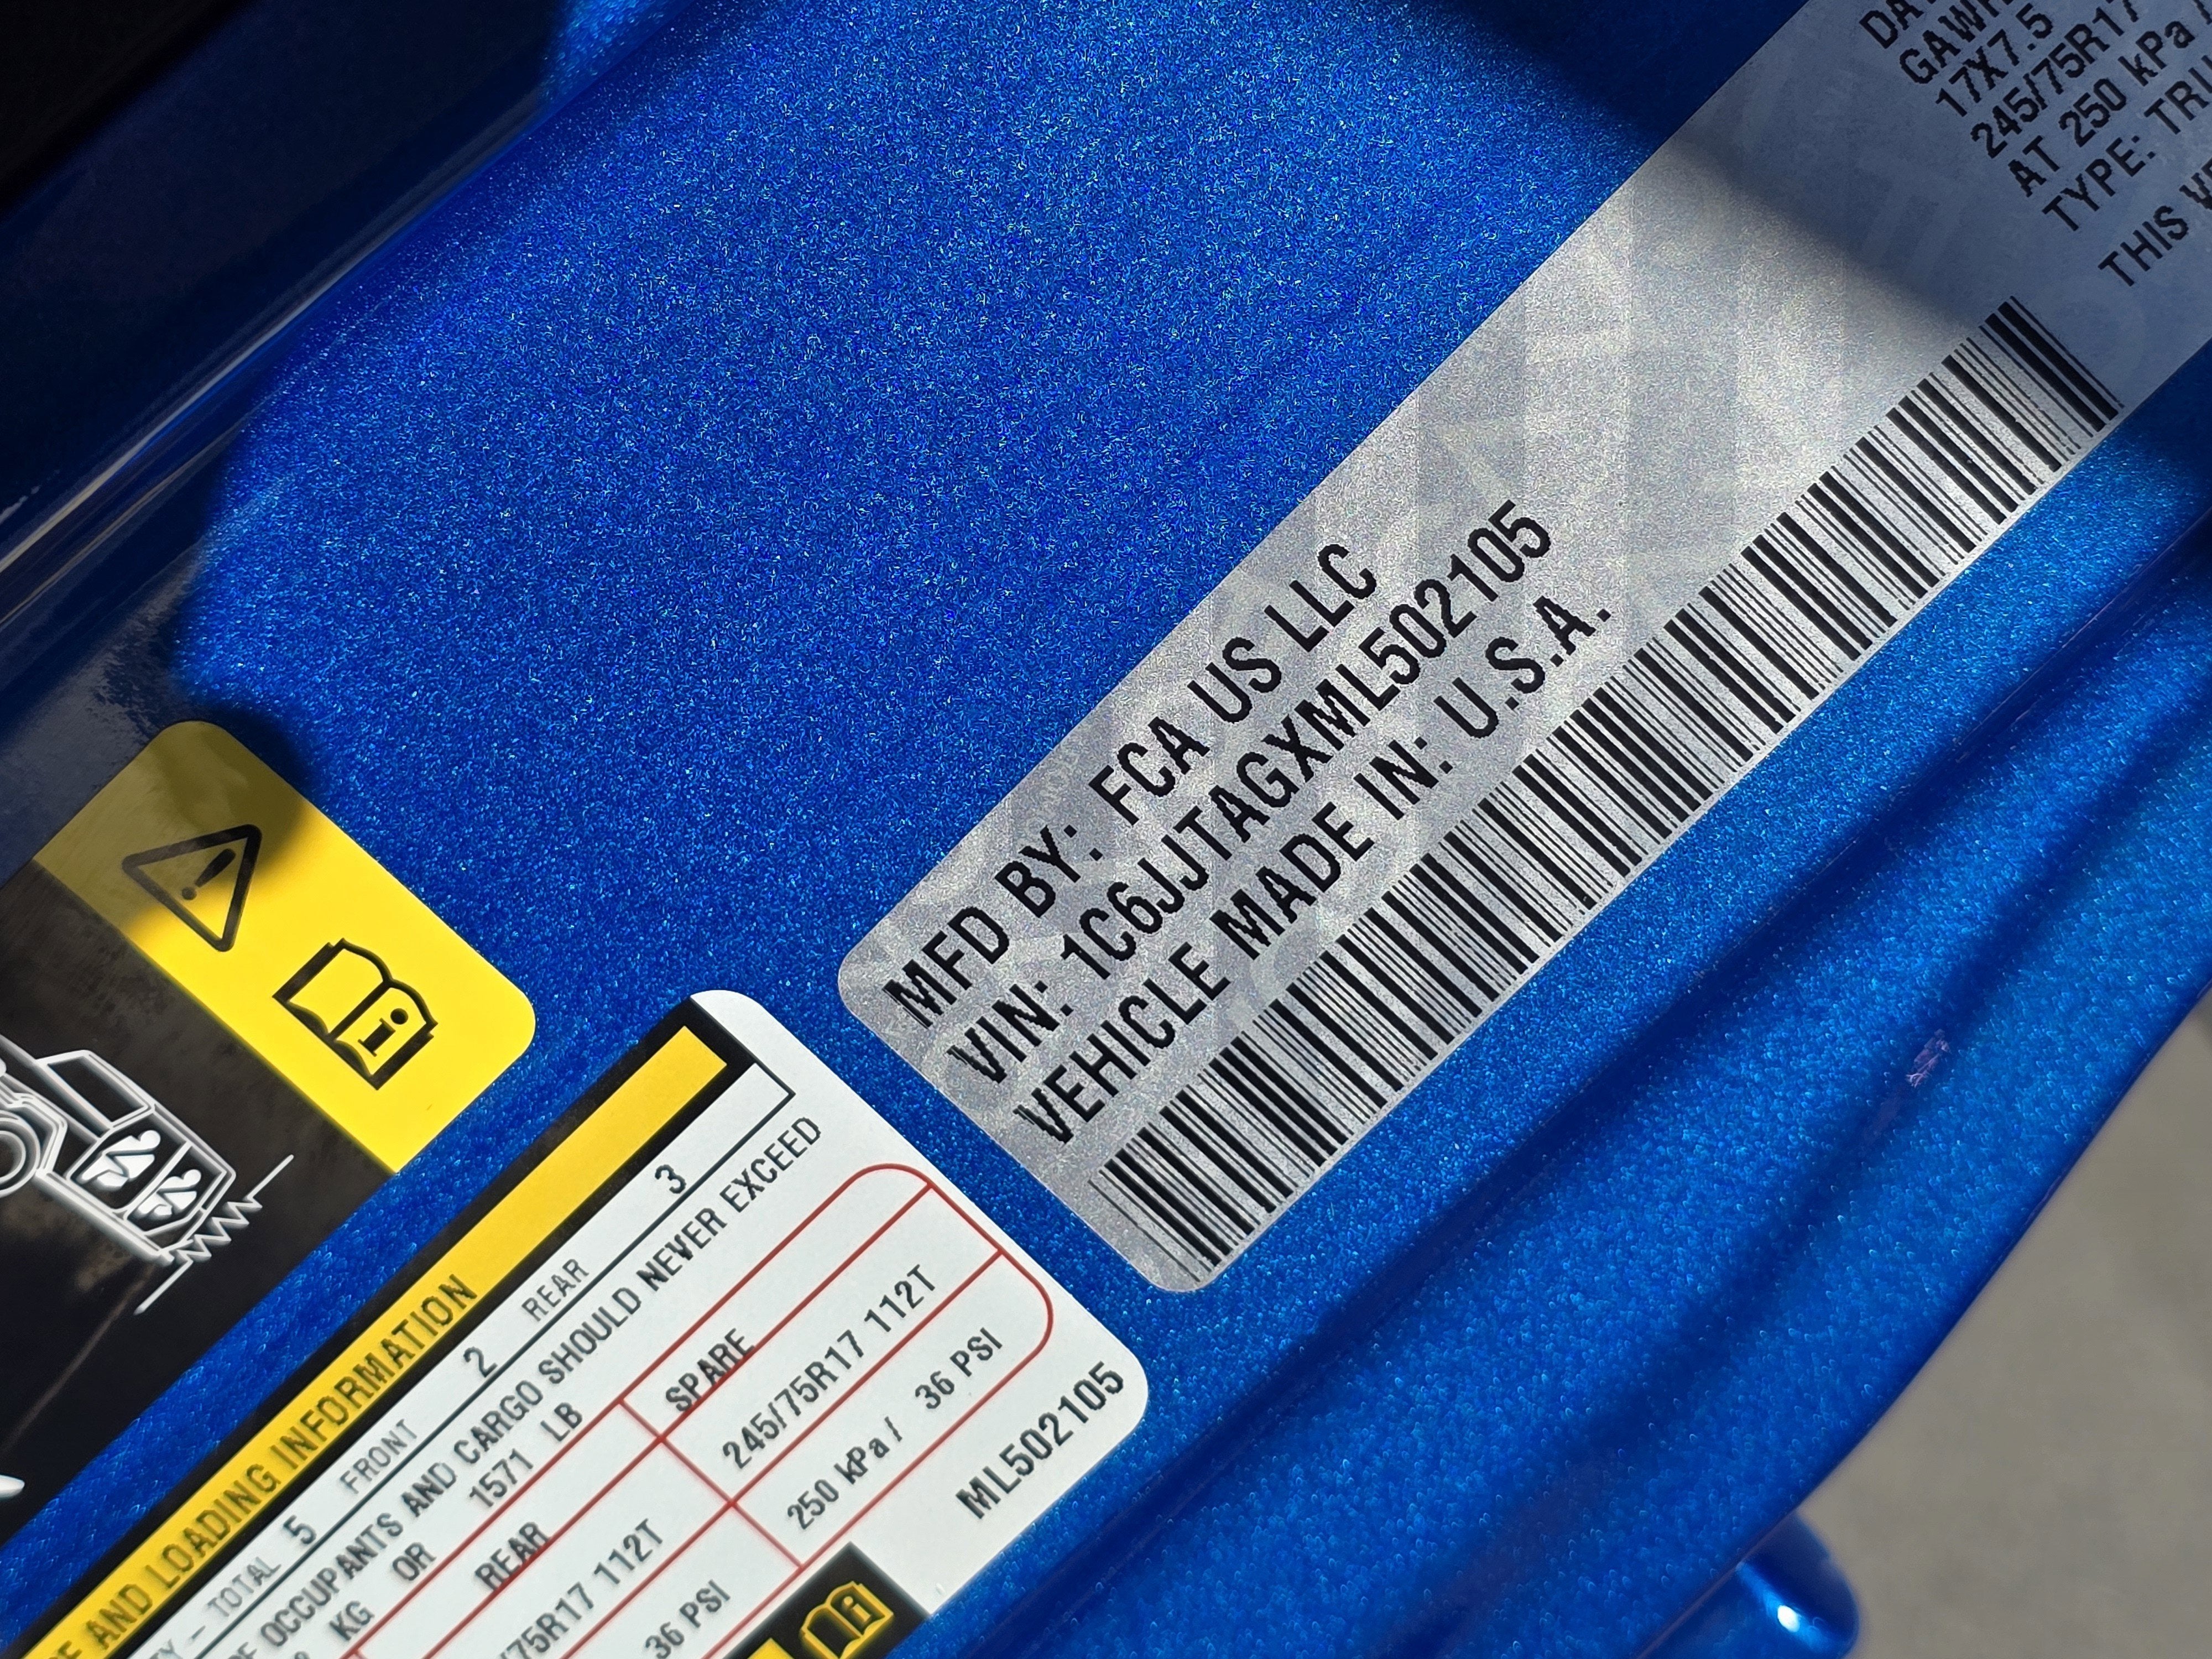 MFD BY: FCA US LLC
VIN: 1C6JJTAGXML502105
VEHICLE MADE IN: U.S.A.
17X7.5
245/75R17
AT 250 kPa /
TYPE:
THIS
AND LOADING INFORMATION
TOTAL 5 FRONT 2 REAR 3
OCCUPANTS AND CARGO SHOULD NEVER EXCEED
KG OR 1571 LB
REAR SPARE
/75R17 112T 245/75R17 112T
36 PSI 250 kPa / 36 PSI
ML502105